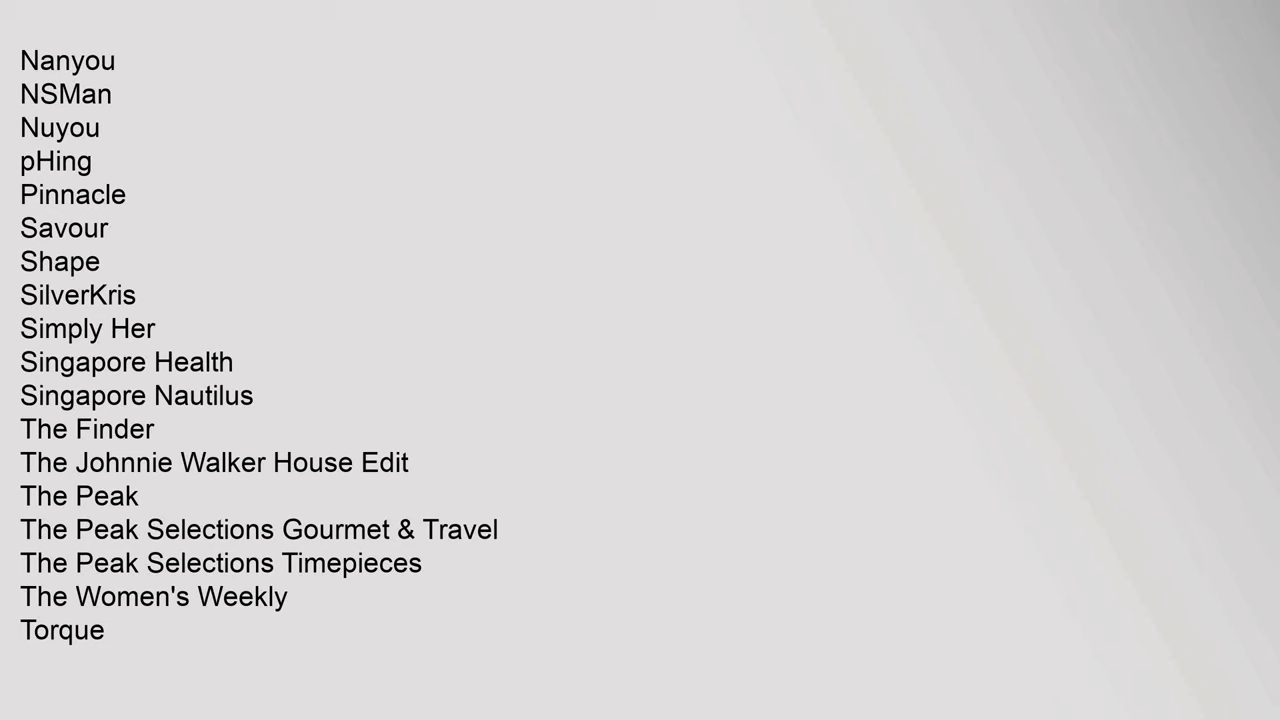 Nanyou
NSMan
Nuyou
pHing
Pinnacle
Savour
Shape
SilverKris
Simply Her
Singapore Health
Singapore Nautilus
The Finder
The Johnnie Walker House Edit
The Peak
The Peak Selections Gourmet & Travel
The Peak Selections Timepieces
The Women's Weekly
Torque